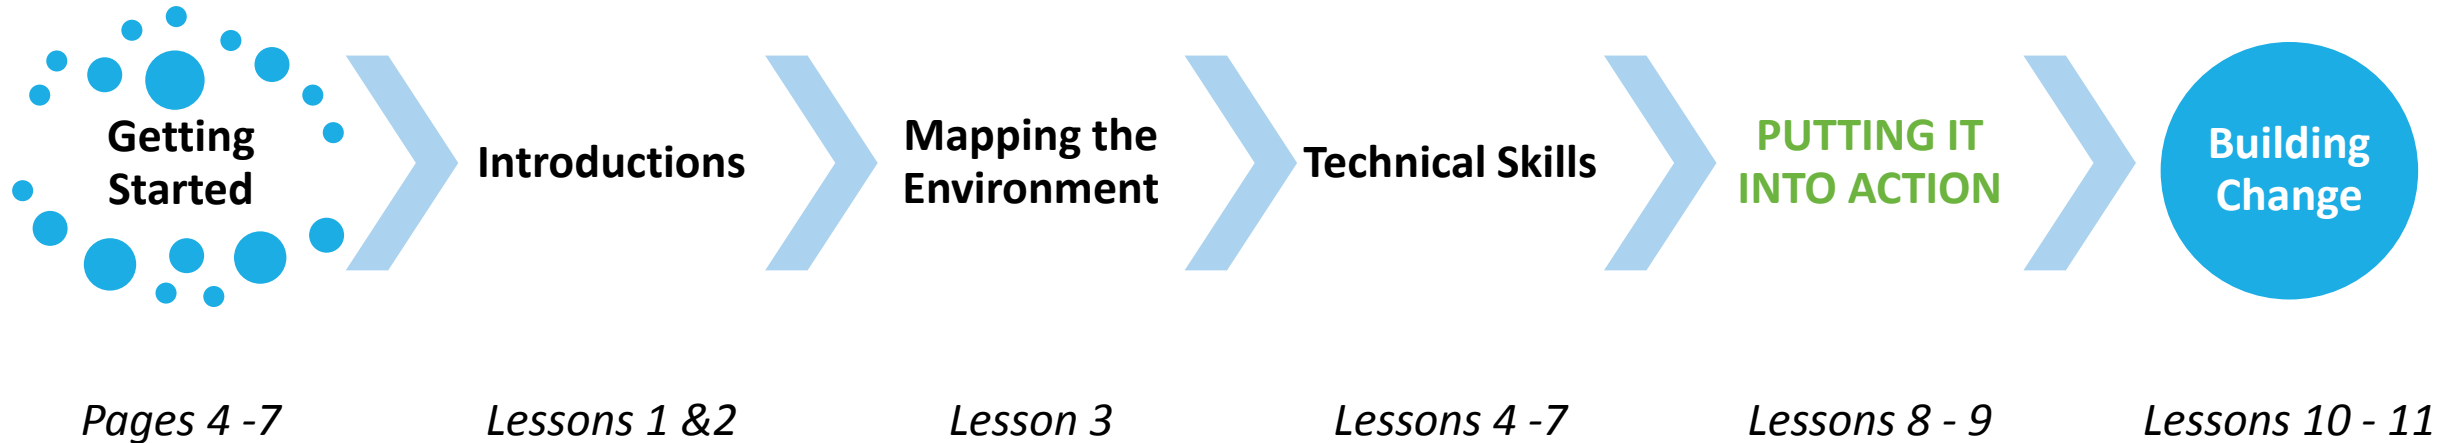 Getting
Started
Introductions
Mapping the
Environment
Technical Skills
PUTTING IT
INTO ACTION
Building
Change
Pages 4 -7
Lessons 1 &2
Lesson 3
Lessons 4 -7
Lessons 8 - 9
Lessons 10 - 11